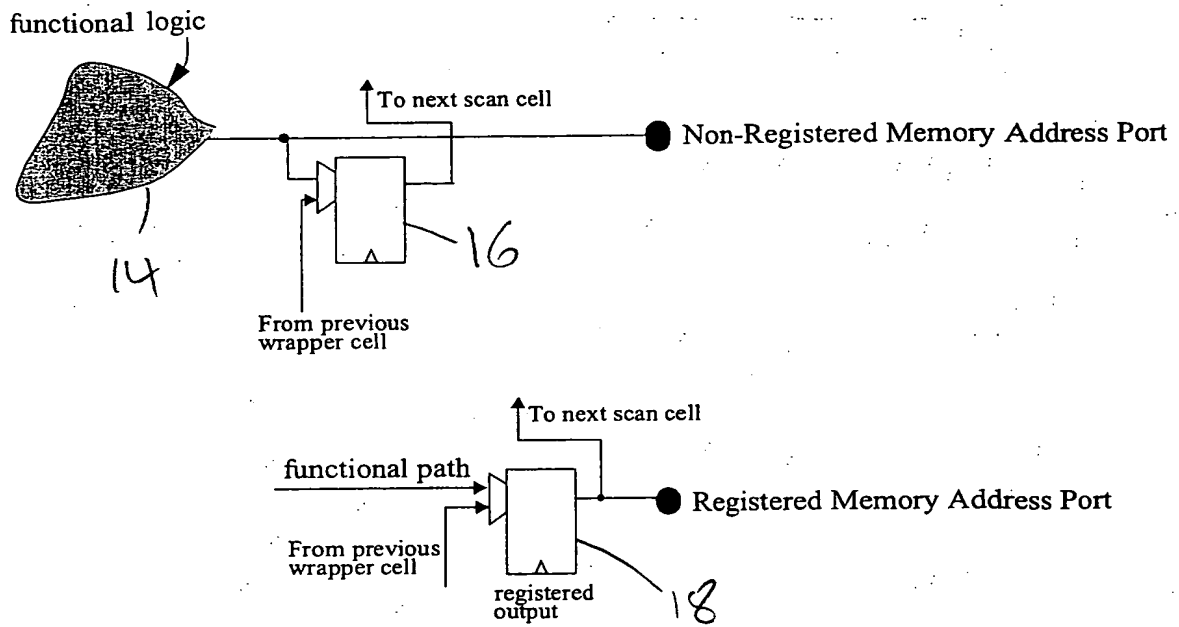 functional logic
To next scan cell
Non-Registered Memory Address Port
16
14
From previous
wrapper cell
To next scan cell
functional path
Registered Memory Address Port
From previous
wrapper cell
registered
output
18